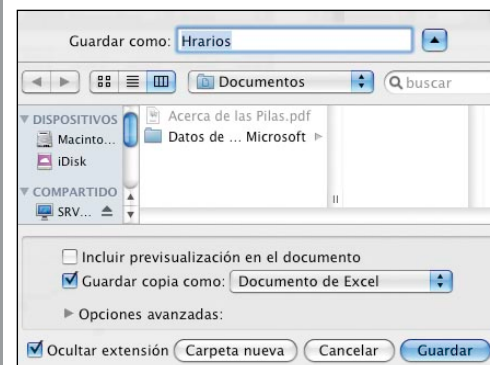 Guardar como: Hrarios
Documentos
buscar
DISPOSITIVOS
Macinto...
iDisk
COMPARTIDO
SRV...
Acerca de las Pilas.pdf
Datos de ... Microsoft
Incluir previsualización en el documento
Guardar copia como: Documento de Excel
Opciones avanzadas:
Ocultar extensión Carpeta nueva Cancelar Guardar